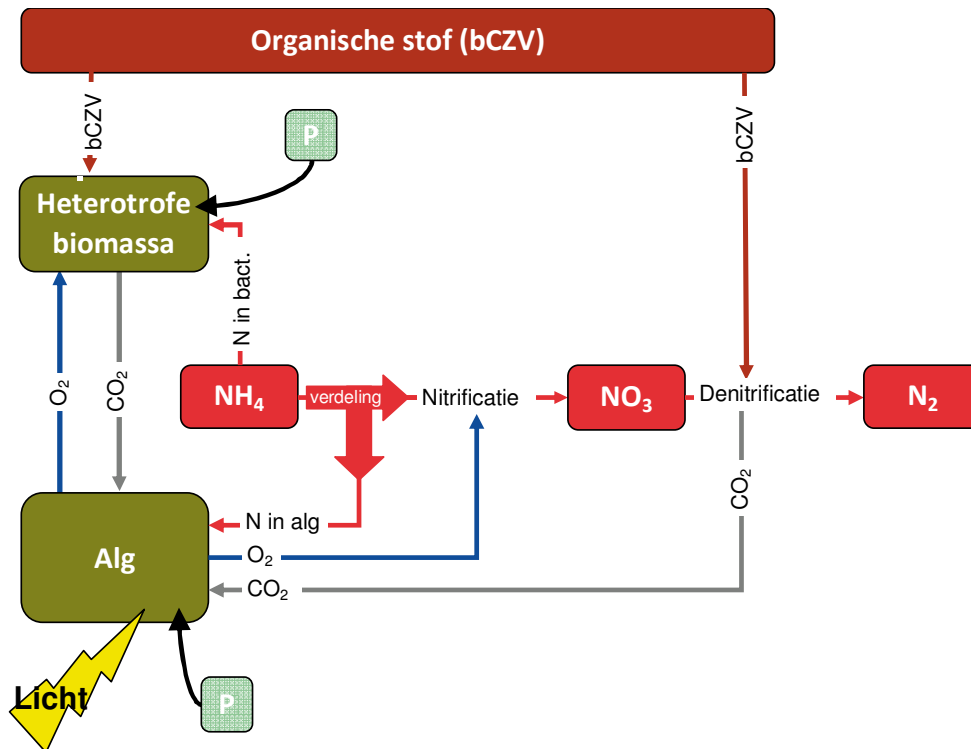 Organische stof (bCZV)
bCZV
bCZV
P
Heterotrofe
biomassa
N in bact.
O₂
CO₂
NH₄
verdeling
Nitrificatie
NO₃
Denitrificatie
N₂
CO₂
N in alg
O₂
Alg
CO₂
Licht
P